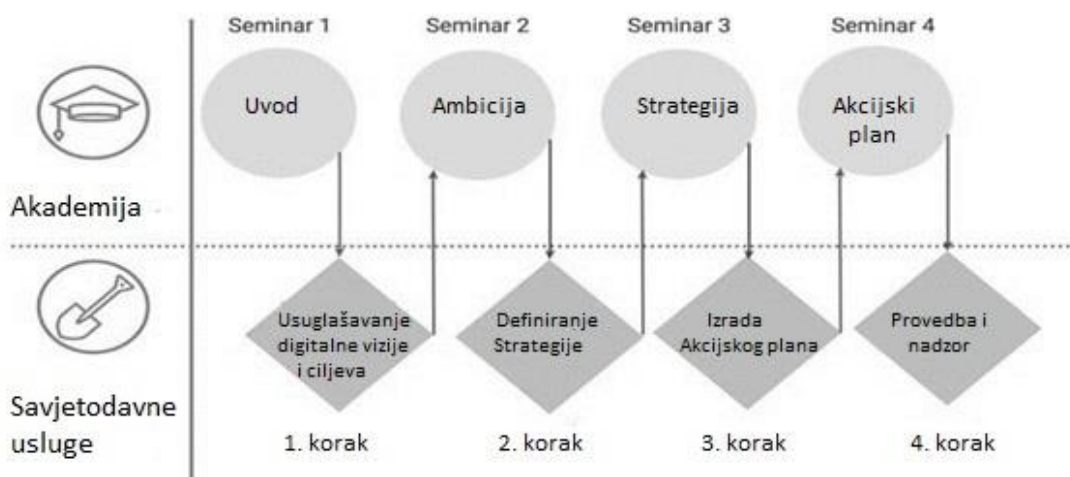 Seminar 1
Seminar 2
Seminar 3
Seminar 4
Uvod
Ambicija
Strategija
Akcijski
plan
Akademija
Usuglašavanje
digitalne vizije
i ciljeva
Definiranje
Strategije
Izrada
Akcijskog plana
Provedba i
nadzor
Savjetodavne
usluge
1. korak
2. korak
3. korak
4. korak